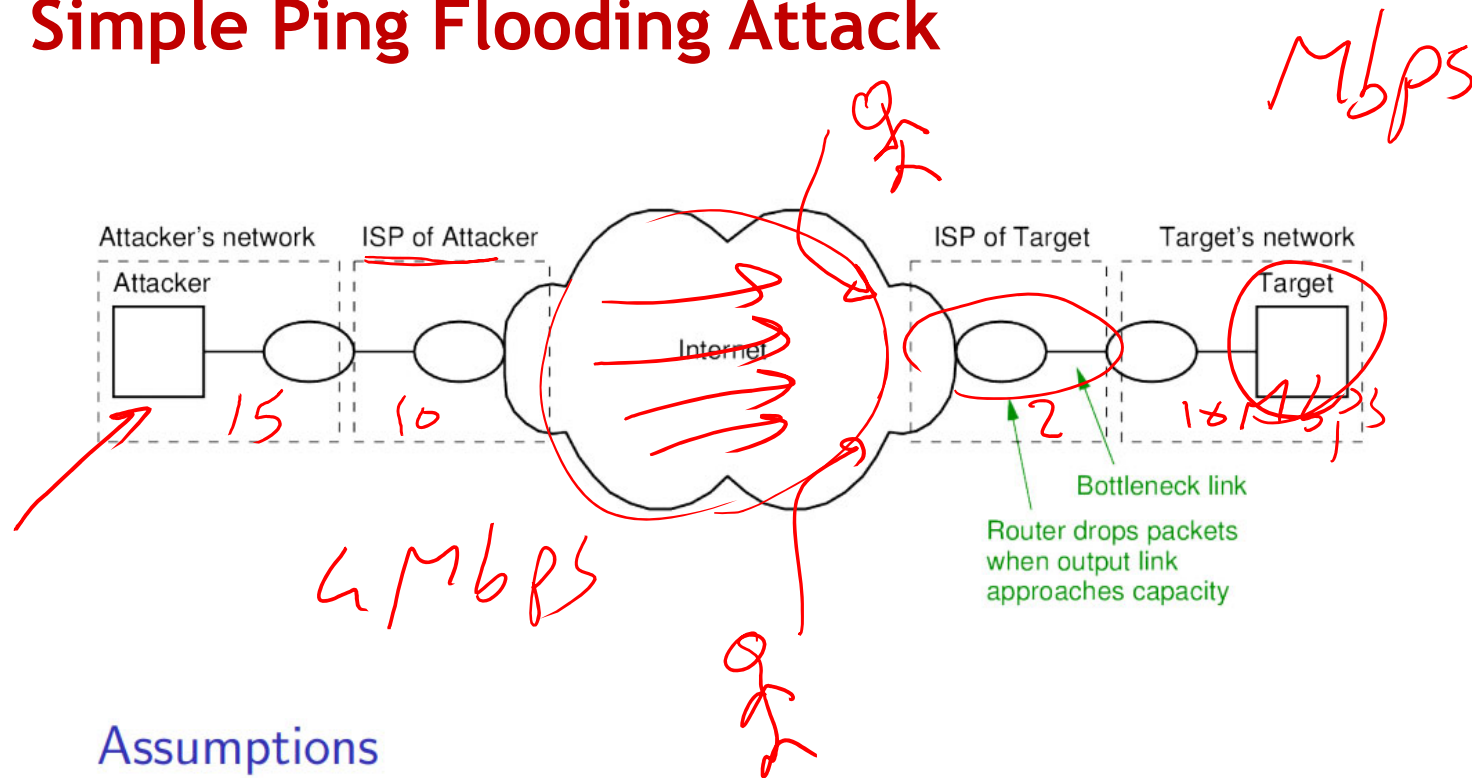 Simple Ping Flooding Attack
Mbps
Attacker's network
ISP of Attacker
ISP of Target
Target's network
Attacker
Target
Internet
15
10
2
Bottleneck link
Router drops packets
when output link
approaches capacity
Mbps
Assumptions